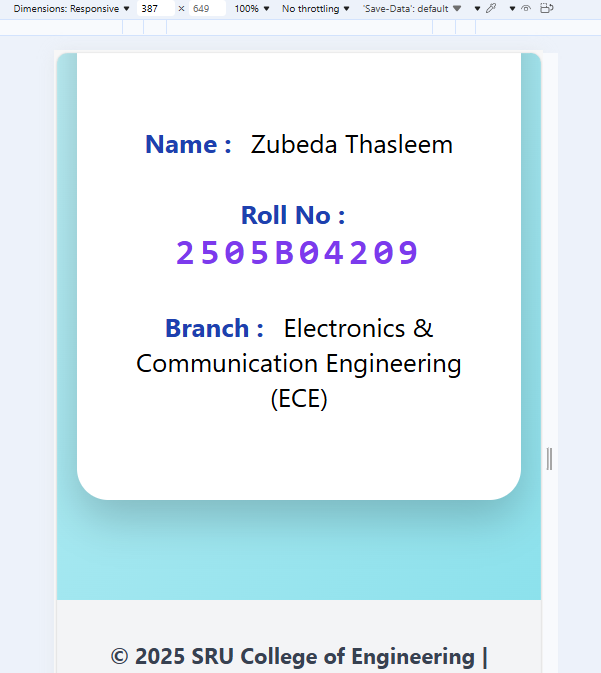 Dimensions: Responsive 387 × 649 100% No throttling 'Save-Data': default
Name : Zubeda Thasleem
Roll No :
2505B04209
Branch : Electronics &
Communication Engineering
(ECE)
© 2025 SRU College of Engineering |